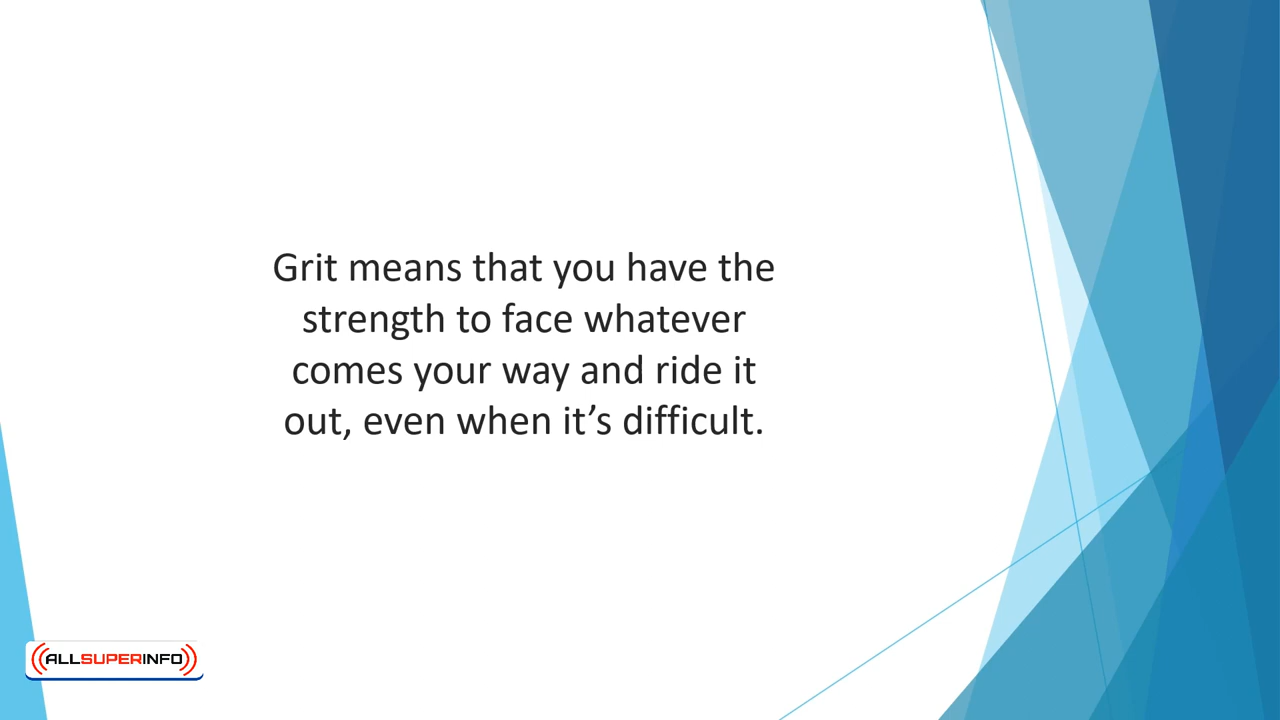 Grit means that you have the
strength to face whatever
comes your way and ride it
out, even when it’s difficult.
ALLSUPERINFO